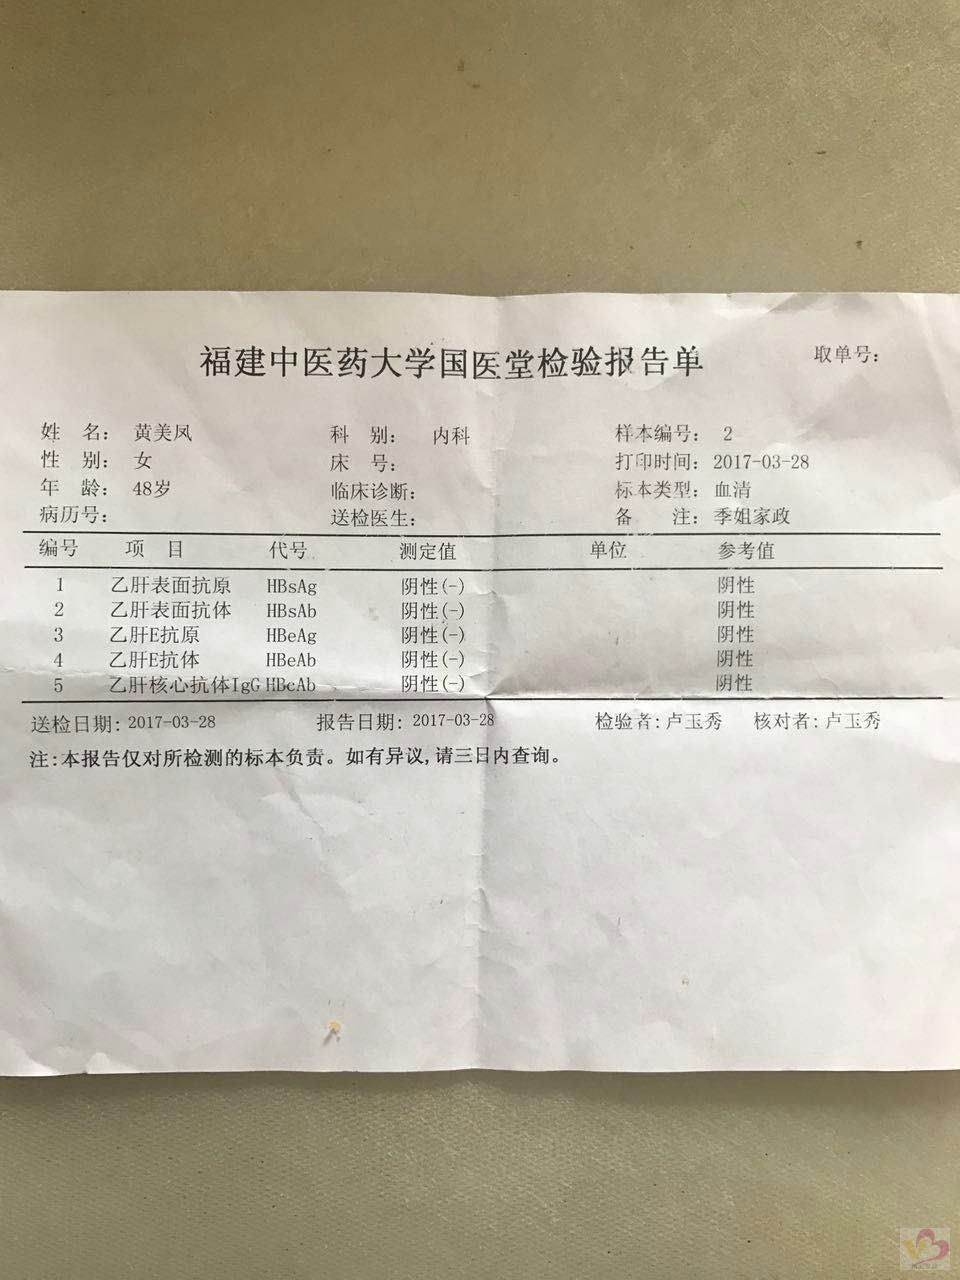 福建中医药大学国医堂检验报告单
取单号：
姓 名： 黄美凤 科 别： 内科 样本编号： 2
性 别： 女 床 号： 打印时间： 2017-03-28
年 龄： 48岁 临床诊断： 标本类型： 血清
病历号： 送检医生： 备 注： 季姐家政
编号 项 目 代号 测定值 单位 参考值
1 乙肝表面抗原 HBsAg 阴性(-) 阴性
2 乙肝表面抗体 HBsAb 阴性(-) 阴性
3 乙肝E抗原 HBeAg 阴性(-) 阴性
4 乙肝E抗体 HBeAb 阴性(-) 阴性
5 乙肝核心抗体IgG HBcAb 阴性(-) 阴性
送检日期：2017-03-28 报告日期：2017-03-28 检验者：卢玉秀 核对者：卢玉秀
注：本报告仅对所检测的标本负责。如有异议，请三日内查询。